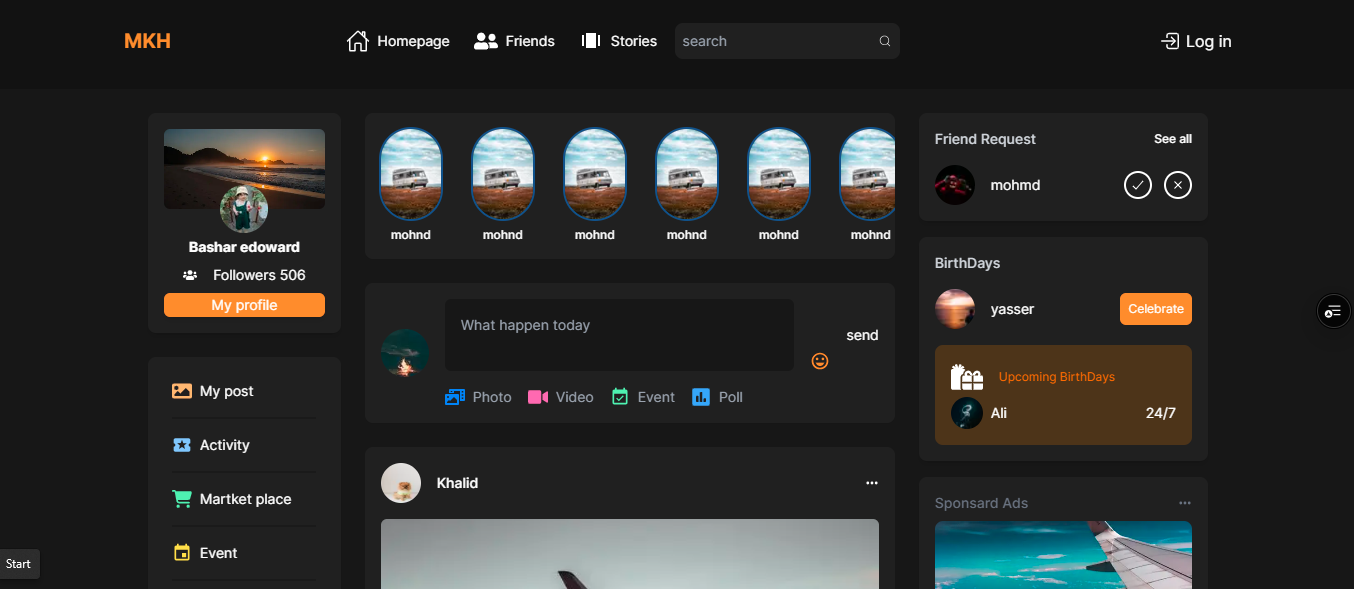 MKH
Homepage
Friends
Stories
search
Log in
Bashar edoward
Followers 506
My profile
My post
Activity
Martket place
Event
Start
mohnd
mohnd
mohnd
mohnd
mohnd
mohnd
What happen today
send
Photo
Video
Event
Poll
Khalid
Friend Request
See all
mohmd
BirthDays
yasser
Celebrate
Upcoming BirthDays
Ali
24/7
Sponsard Ads